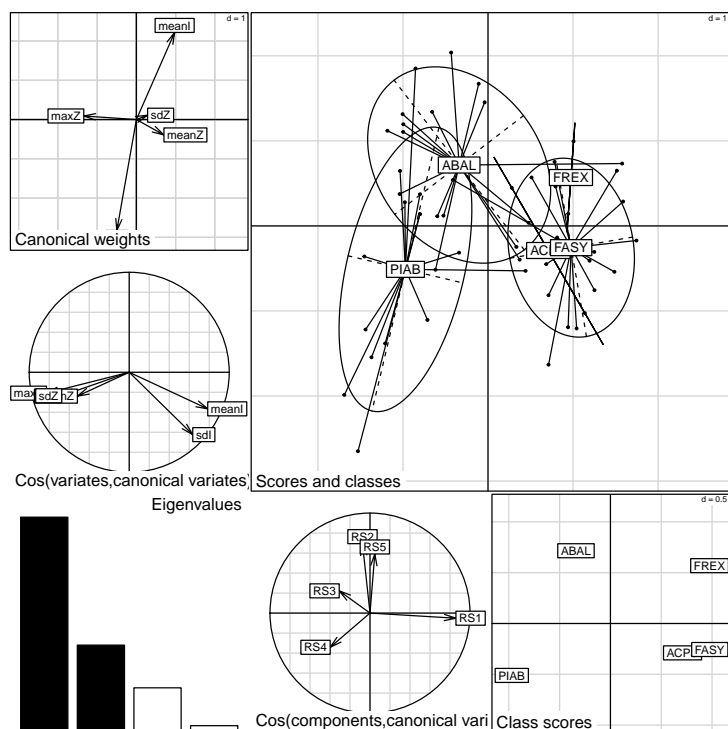 d = 1
meanI
maxZ
sdZ
meanZ
Canonical weights
d = 1
ABAL
FREX
AC
FASY
PIAB
Scores and classes
max
sdZ
nZ
meanI
sdI
Cos(variates,canonical variates)
Eigenvalues
RS2
RS5
RS3
RS1
RS4
Cos(components,canonical vari
d = 0.5
ABAL
FREX
ACP
FASY
PIAB
Class scores